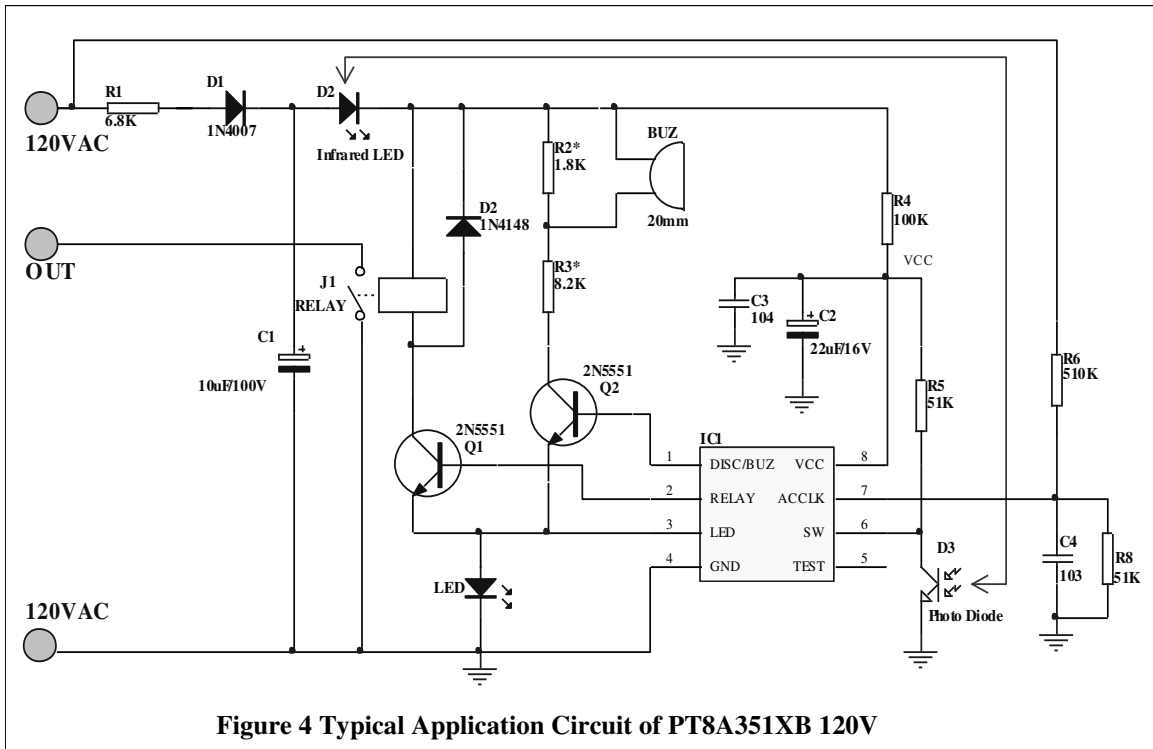 R1
6.8K
D1
1N4007
D2
Infrared LED
120VAC
R2*
1.8K
BUZ
20mm
D2
1N4148
R4
100K
OUT
J1
RELAY
R3*
8.2K
VCC
C3
104
C2
22uF/16V
C1
10uF/100V
R6
510K
2N5551
Q2
R5
51K
2N5551
Q1
IC1
1
DISC/BUZ
VCC
8
2
RELAY
ACCLK
7
3
LED
SW
6
4
GND
TEST
5
D3
Photo Diode
C4
103
R8
51K
LED
120VAC
Figure 4 Typical Application Circuit of PT8A351XB 120V